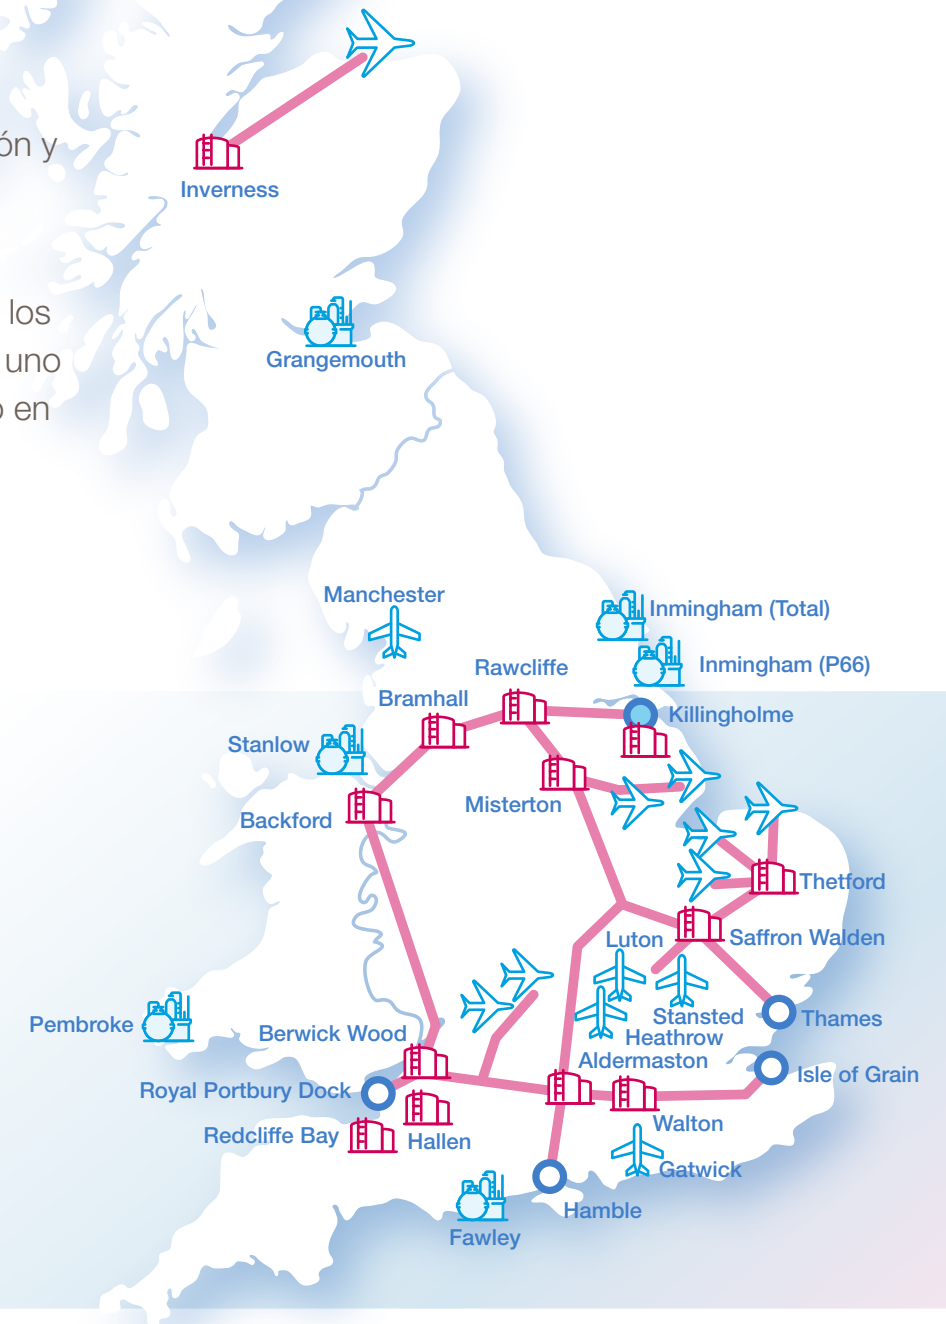 ón y
Inverness
los
uno
Grangemouth
o en
Manchester
Inmingham (Total)
Inmingham (P66)
Rawcliffe
Bramhall
Killingholme
Stanlow
Misterton
Backford
Thetford
Luton
Saffron Walden
Pembroke
Stansted
Thames
Berwick Wood
Heathrow
Aldermaston
Isle of Grain
Royal Portbury Dock
Walton
Redcliffe Bay
Hallen
Gatwick
Hamble
Fawley